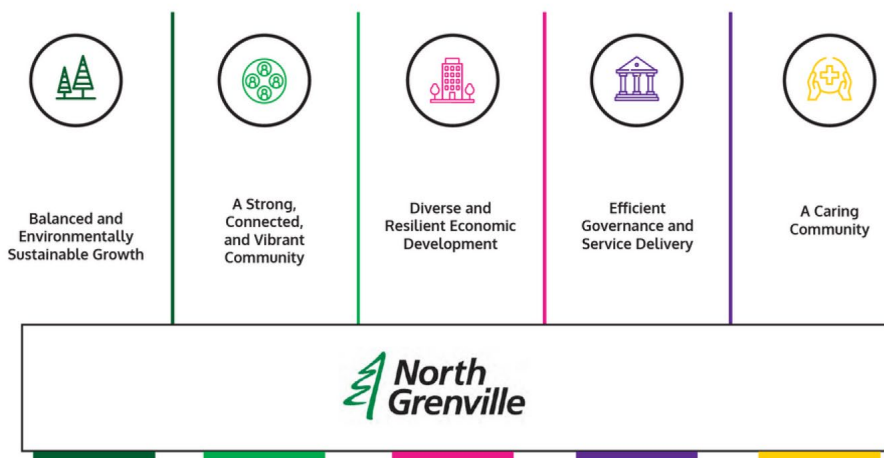 Balanced and
Environmentally
Sustainable Growth
A Strong,
Connected,
and Vibrant
Community
Diverse and
Resilient Economic
Development
Efficient
Governance and
Service Delivery
A Caring
Community
North
Grenville